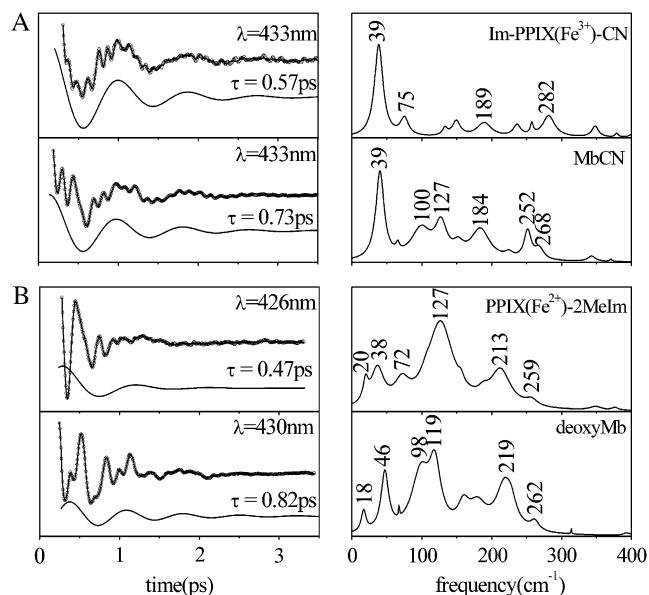 A
λ=433nm
τ = 0.57ps
Im-PPIX(Fe³⁺)-CN
39
75
189
282
λ=433nm
τ = 0.73ps
MbCN
39
100
127
184
252
268
B
λ=426nm
τ = 0.47ps
PPIX(Fe²⁺)-2MeIm
20
38
72
127
213
259
λ=430nm
τ = 0.82ps
deoxyMb
18
46
98
119
219
262
0 1 2 3
time(ps)
0 100 200 300 400
frequency(cm⁻¹)